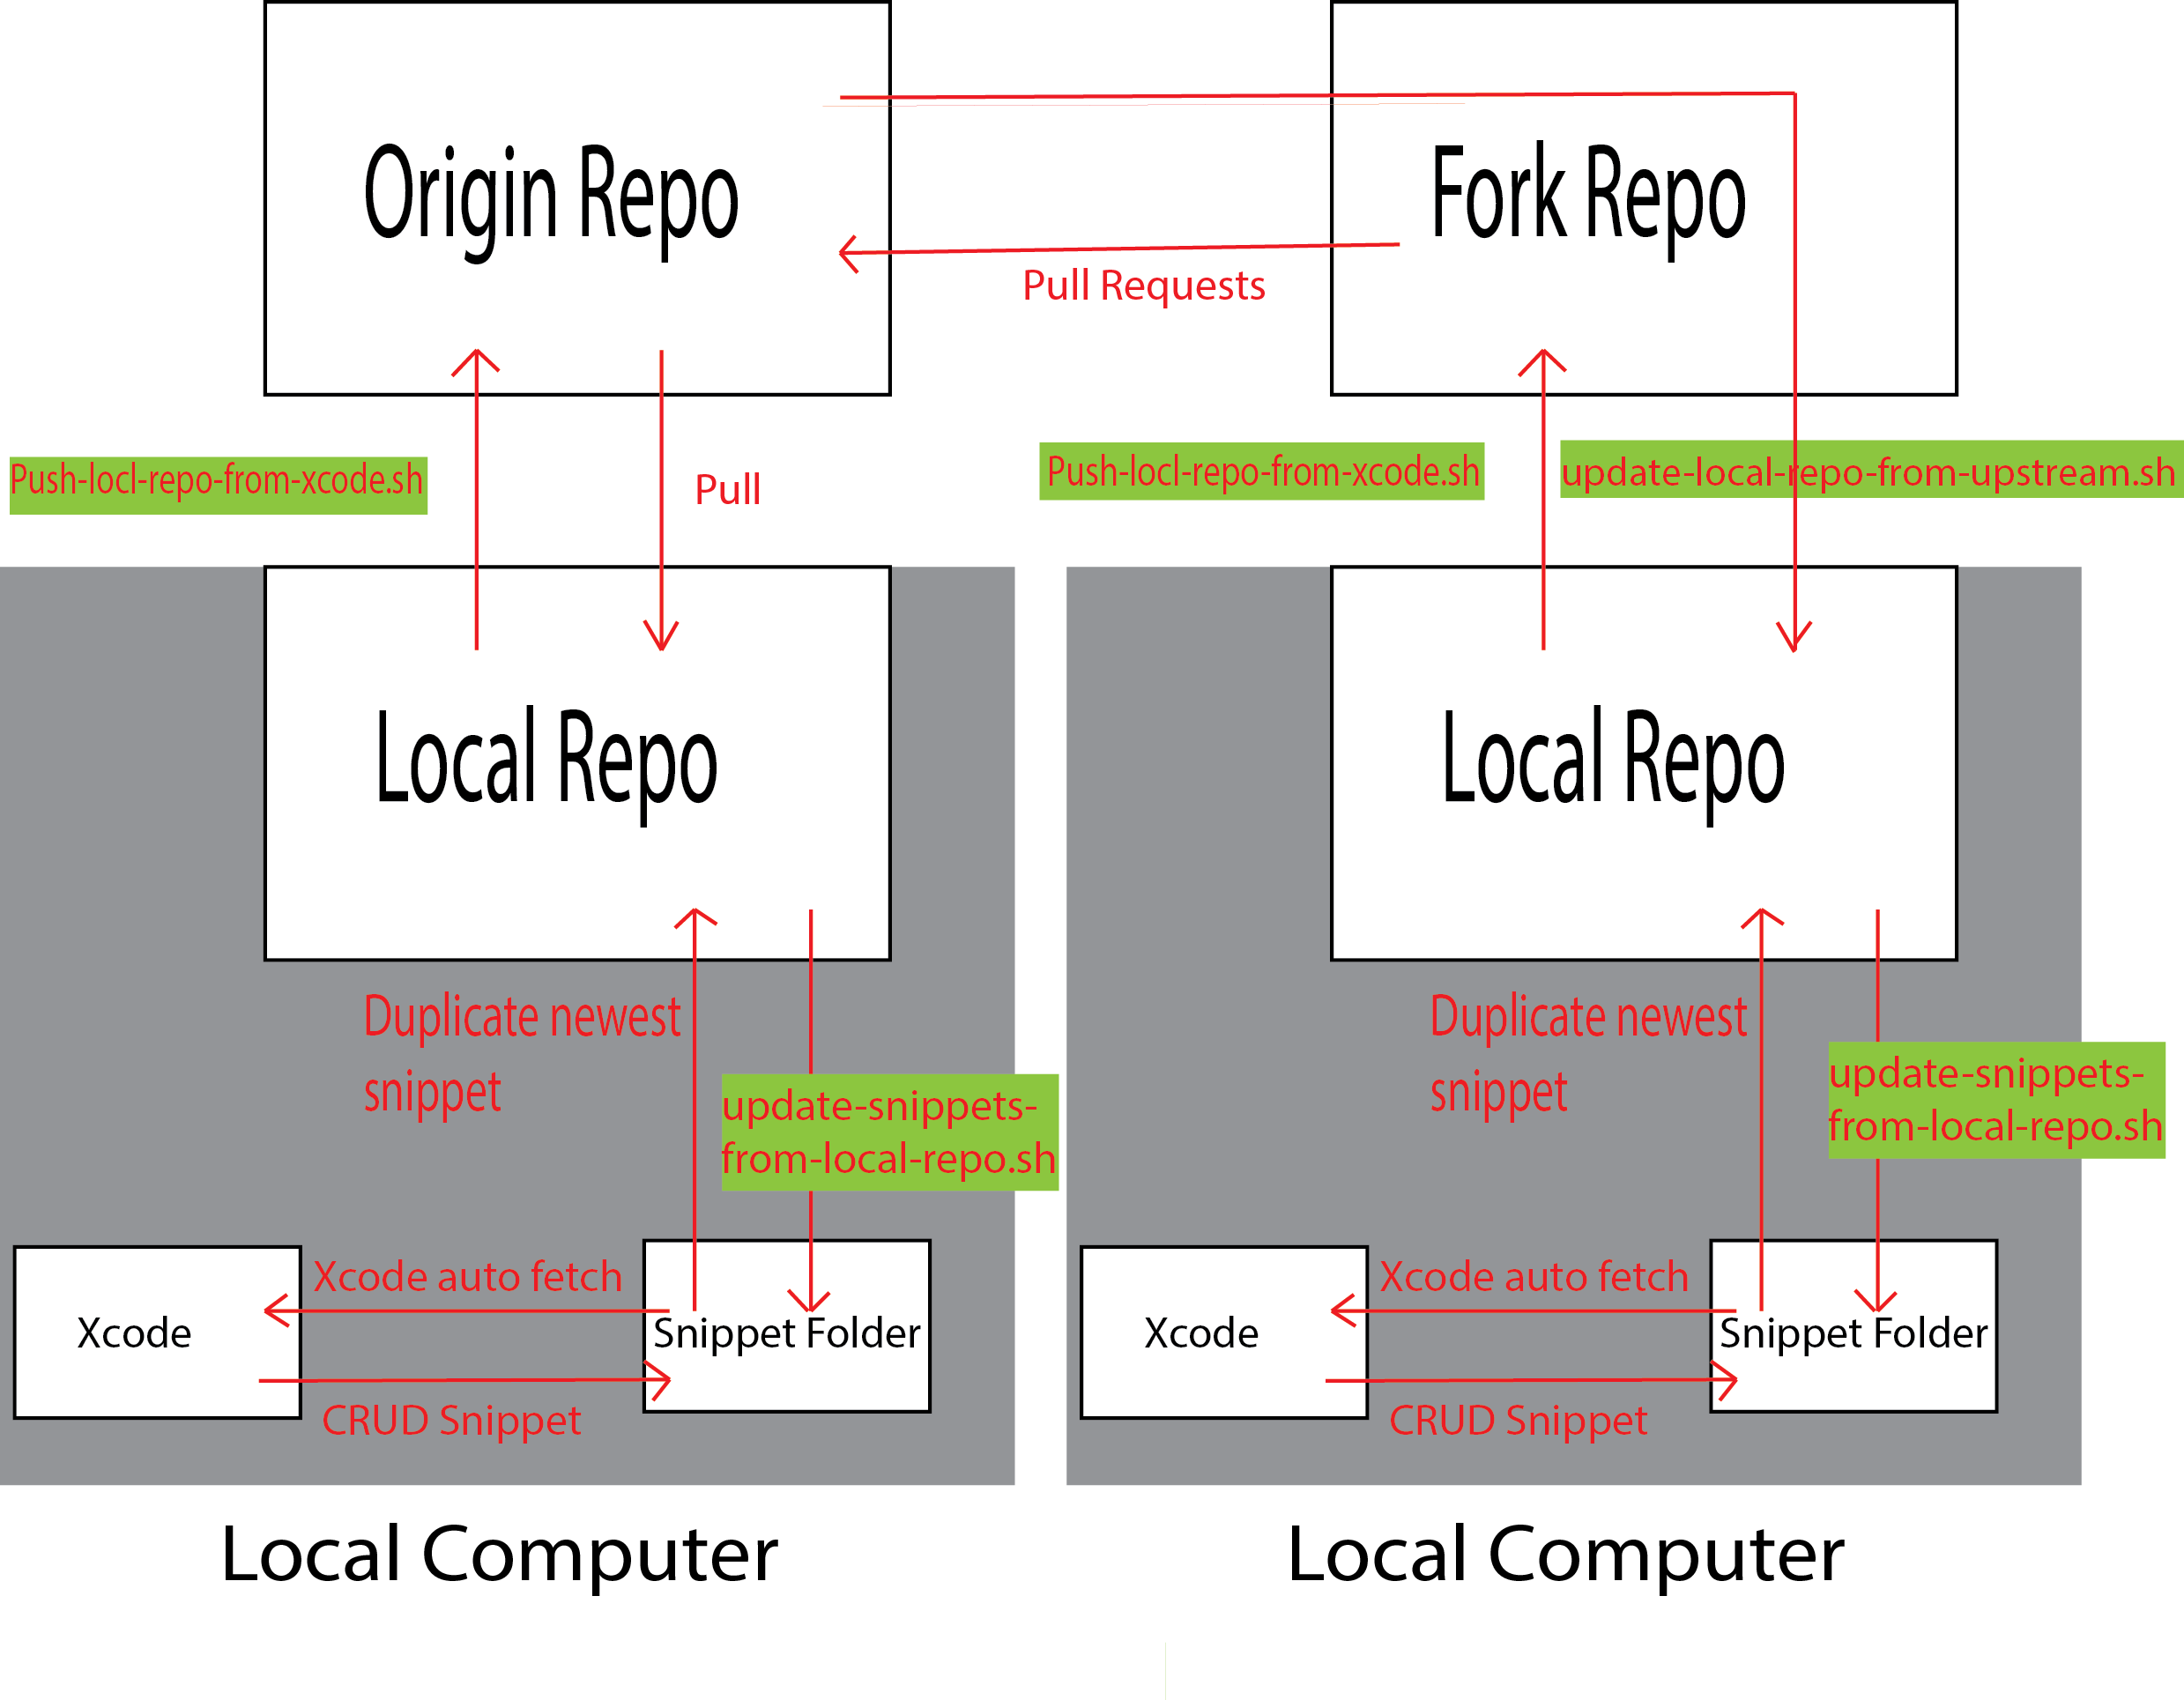 Origin Repo
Fork Repo
Pull Requests
Push-locl-repo-from-xcode.sh
Pull
Push-locl-repo-from-xcode.sh
update-local-repo-from-upstream.sh
Local Repo
Local Repo
Duplicate newest
snippet
update-snippets-
from-local-repo.sh
Duplicate newest
snippet
update-snippets-
from-local-repo.sh
Xcode
Xcode auto fetch
Snippet Folder
CRUD Snippet
Xcode
Xcode auto fetch
Snippet Folder
CRUD Snippet
Local Computer
Local Computer